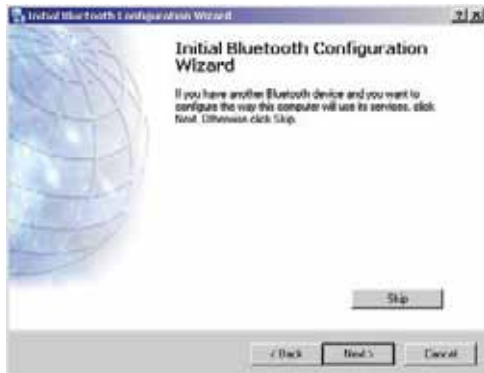 Initial Bluetooth Configuration Wizard
Initial Bluetooth Configuration
Wizard
If you have another Bluetooth device and you want to
configure the way this computer will use its services, click
Next. Otherwise click Skip.
Skip
< Back Next > Cancel